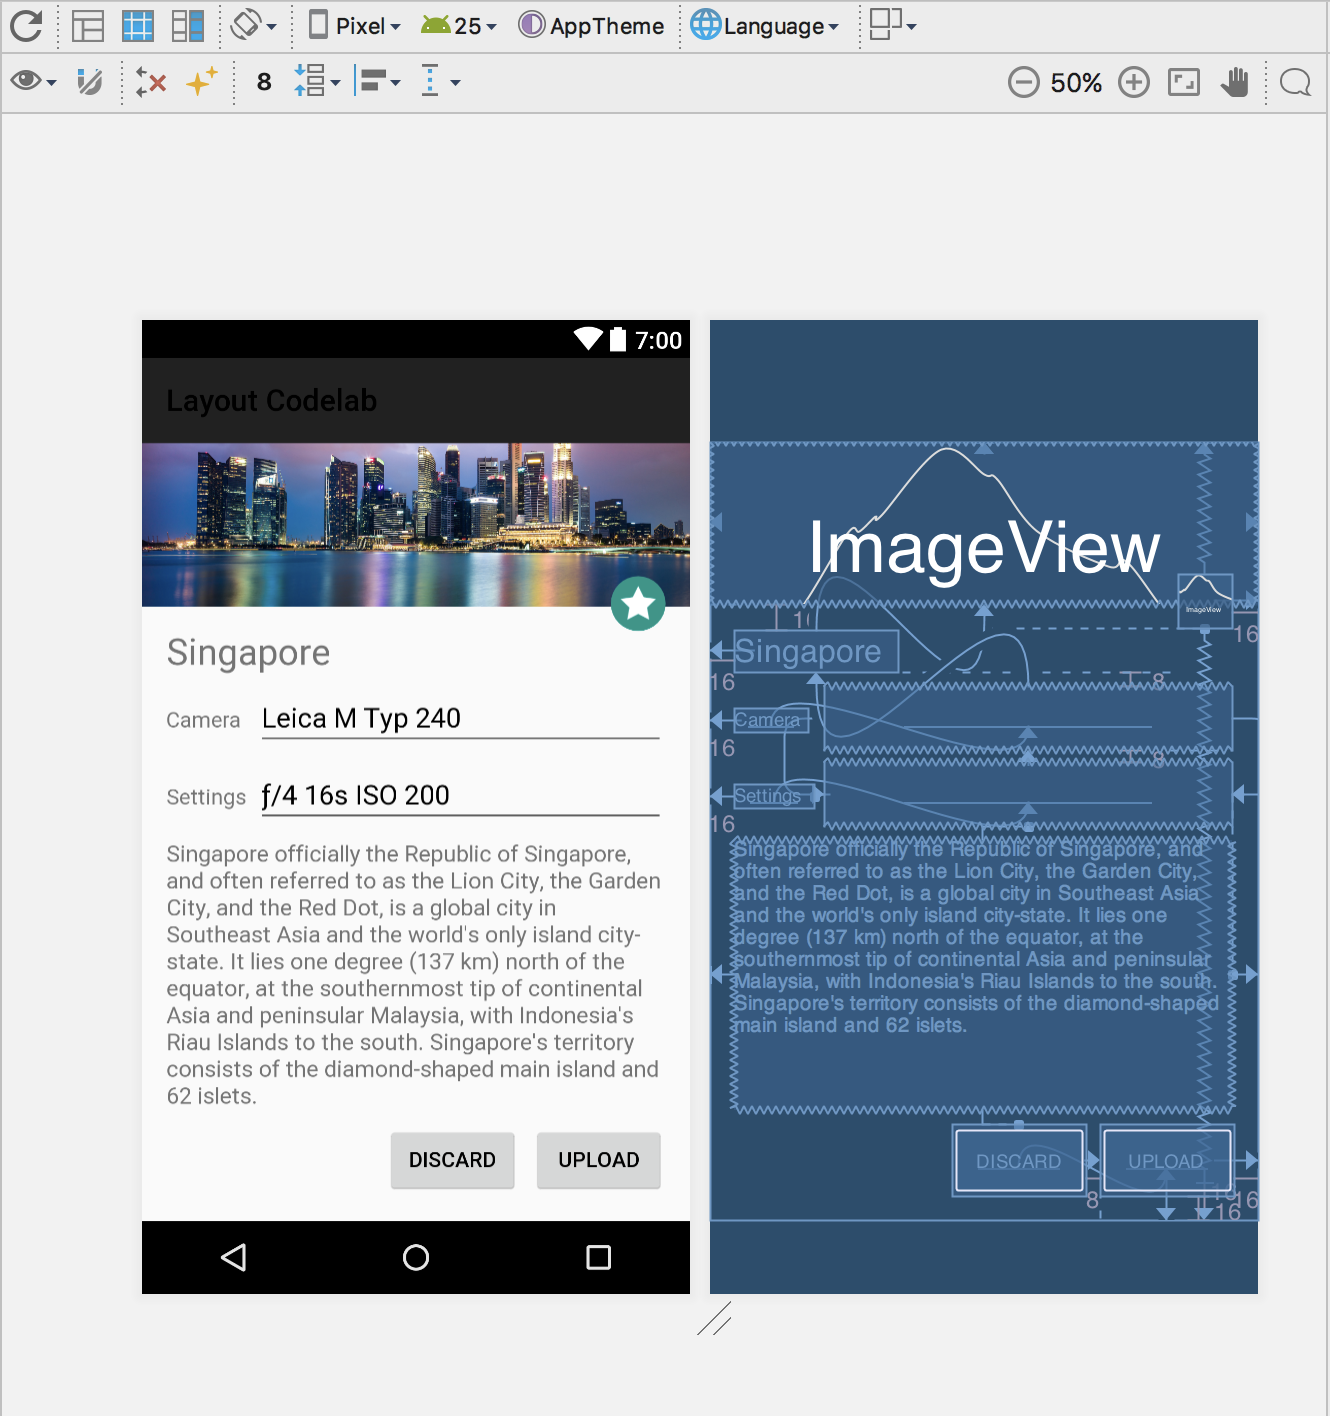 Pixel 25 AppTheme Language
8 50%
7:00
Layout Codelab
Singapore
Camera Leica M Typ 240
Settings ƒ/4 16s ISO 200
Singapore officially the Republic of Singapore,
and often referred to as the Lion City, the Garden
City, and the Red Dot, is a global city in
Southeast Asia and the world's only island city-
state. It lies one degree (137 km) north of the
equator, at the southernmost tip of continental
Asia and peninsular Malaysia, with Indonesia's
Riau Islands to the south. Singapore's territory
consists of the diamond-shaped main island and
62 islets.
DISCARD UPLOAD
ImageView
ImageView
16
Singapore
16 8
Camera
16 8
Settings
16
Singapore officially the Republic of Singapore, and
often referred to as the Lion City, the Garden City,
and the Red Dot, is a global city in Southeast Asia
and the world's only island city-state. It lies one
degree (137 km) north of the equator, at the
southernmost tip of continental Asia and peninsular
Malaysia, with Indonesia's Riau Islands to the south.
Singapore's territory consists of the diamond-shaped
main island and 62 islets.
DISCARD UPLOAD
8 16
16